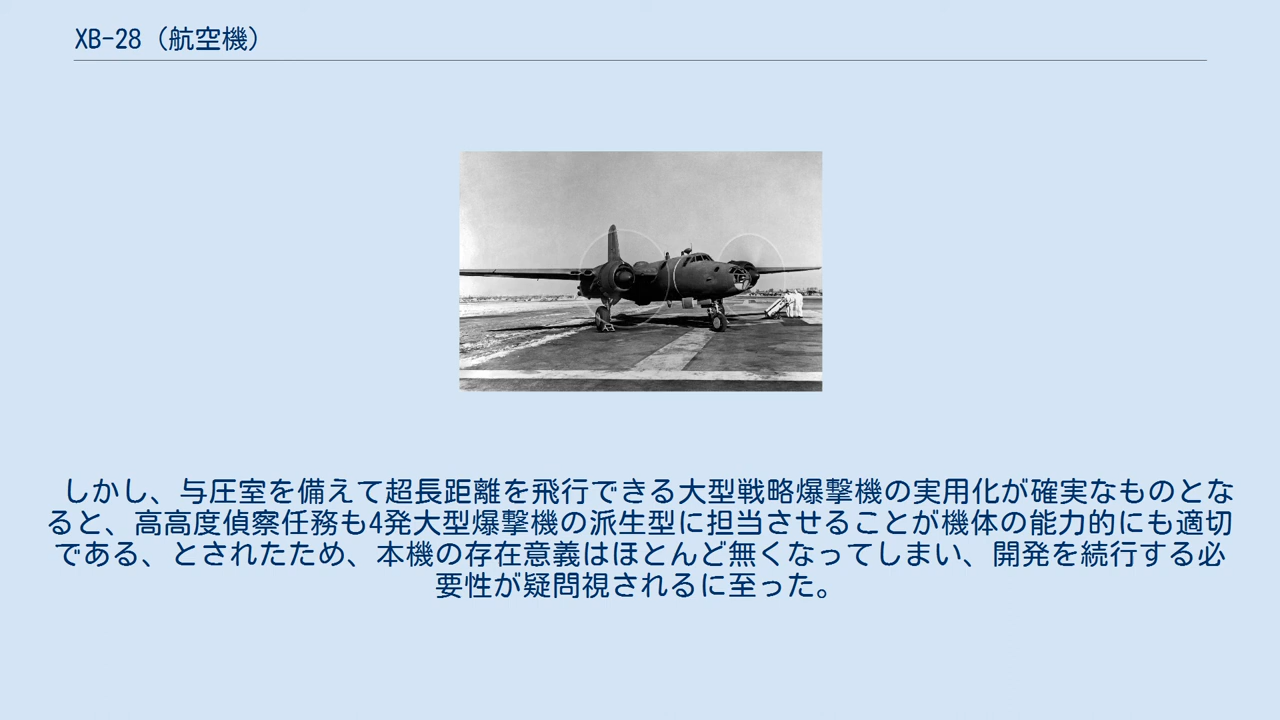 XB-28（航空機）
しかし、与圧室を備えて超長距離を飛行できる大型戦略爆撃機の実用化が確実なものとな
ると、高高度偵察任務も4発大型爆撃機の派生型に担当させることが機体の能力的にも適切
である、とされたため、本機の存在意義はほとんど無くなってしまい、開発を続行する必
要性が疑問視されるに至った。